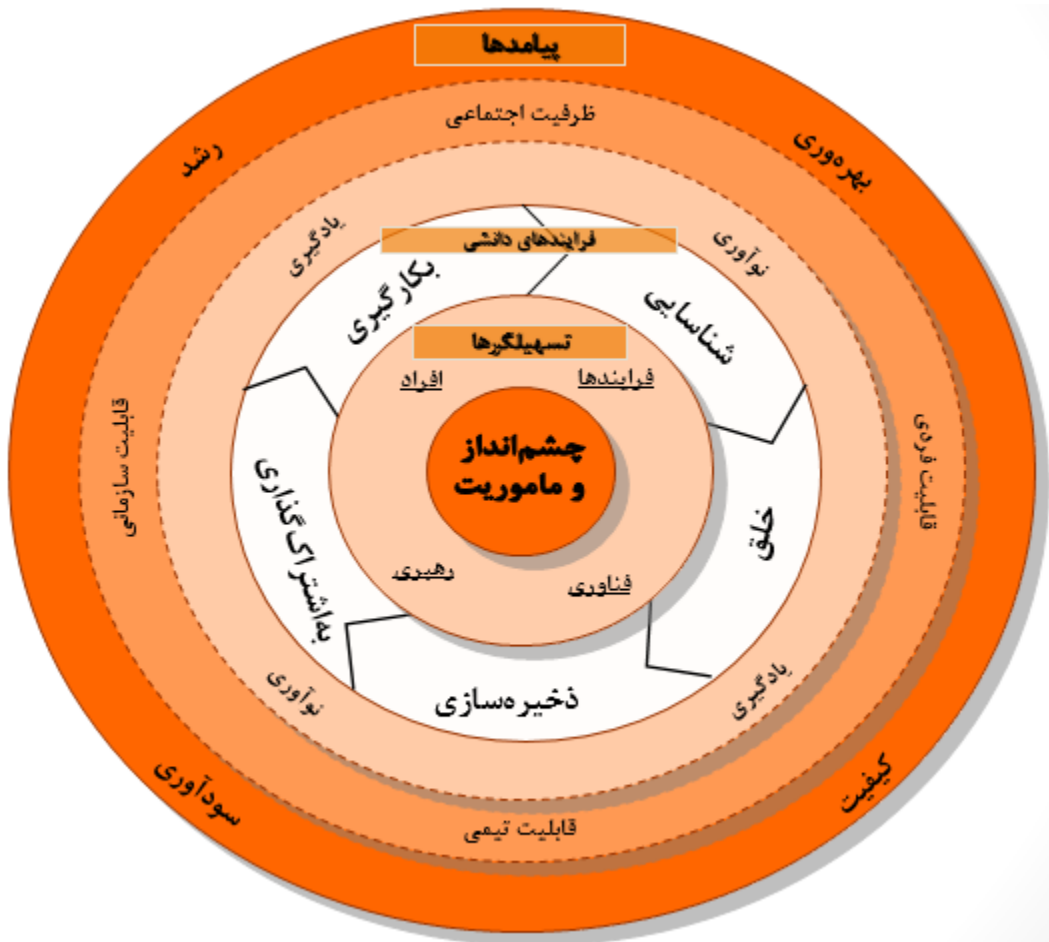 پیامدها
ظرفیت اجتماعی
رشد
بهره‌وری
یادگیری
نوآوری
فرایندهای دانشی
بکارگیری
شناسایی
تسهیلگرها
افراد
فرایندها
قابلیت سازمانی
قابلیت فردی
چشم‌انداز
و ماموریت
به‌اشتراک‌گذاری
خلق
رهبری
فناوری
ذخیره‌سازی
نوآوری
یادگیری
سودآوری
کیفیت
قابلیت تیمی